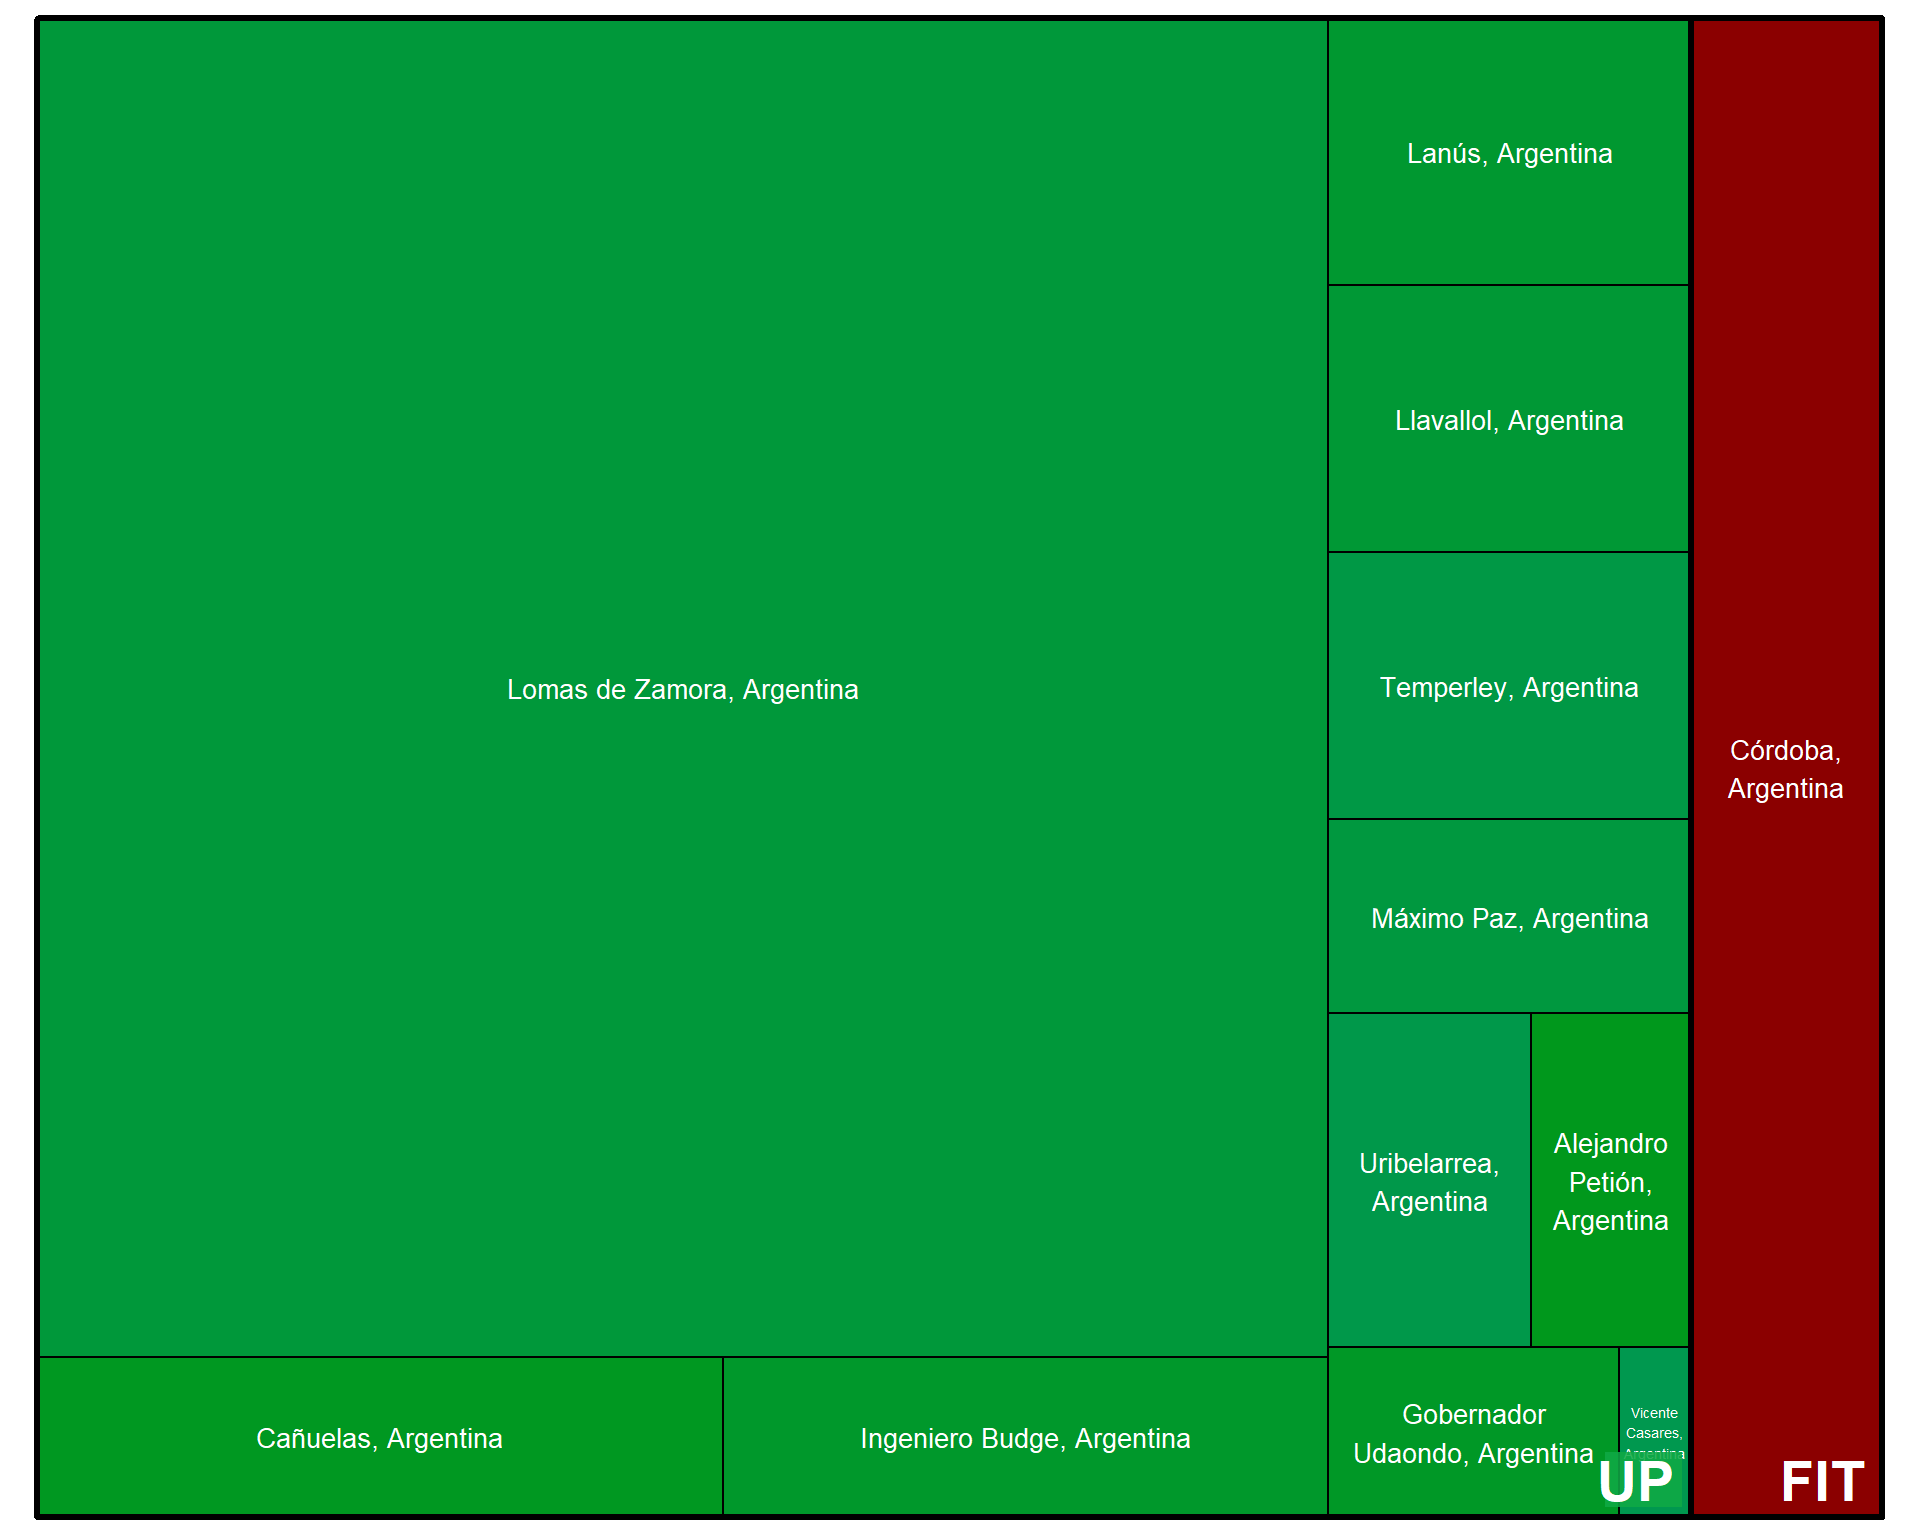 Lomas de Zamora, Argentina
Cañuelas, Argentina
Ingeniero Budge, Argentina
Lanús, Argentina
Llavallol, Argentina
Temperley, Argentina
Máximo Paz, Argentina
Uribelarrea,
Argentina
Alejandro
Petión,
Argentina
Gobernador
Udaondo, Argentina
Vicente
Casares,
Argentina
UP
Córdoba,
Argentina
FIT